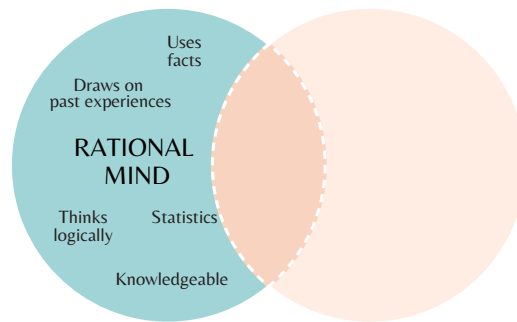 Uses
facts
Draws on
past experiences
RATIONAL
MIND
Thinks
logically
Statistics
Knowledgeable